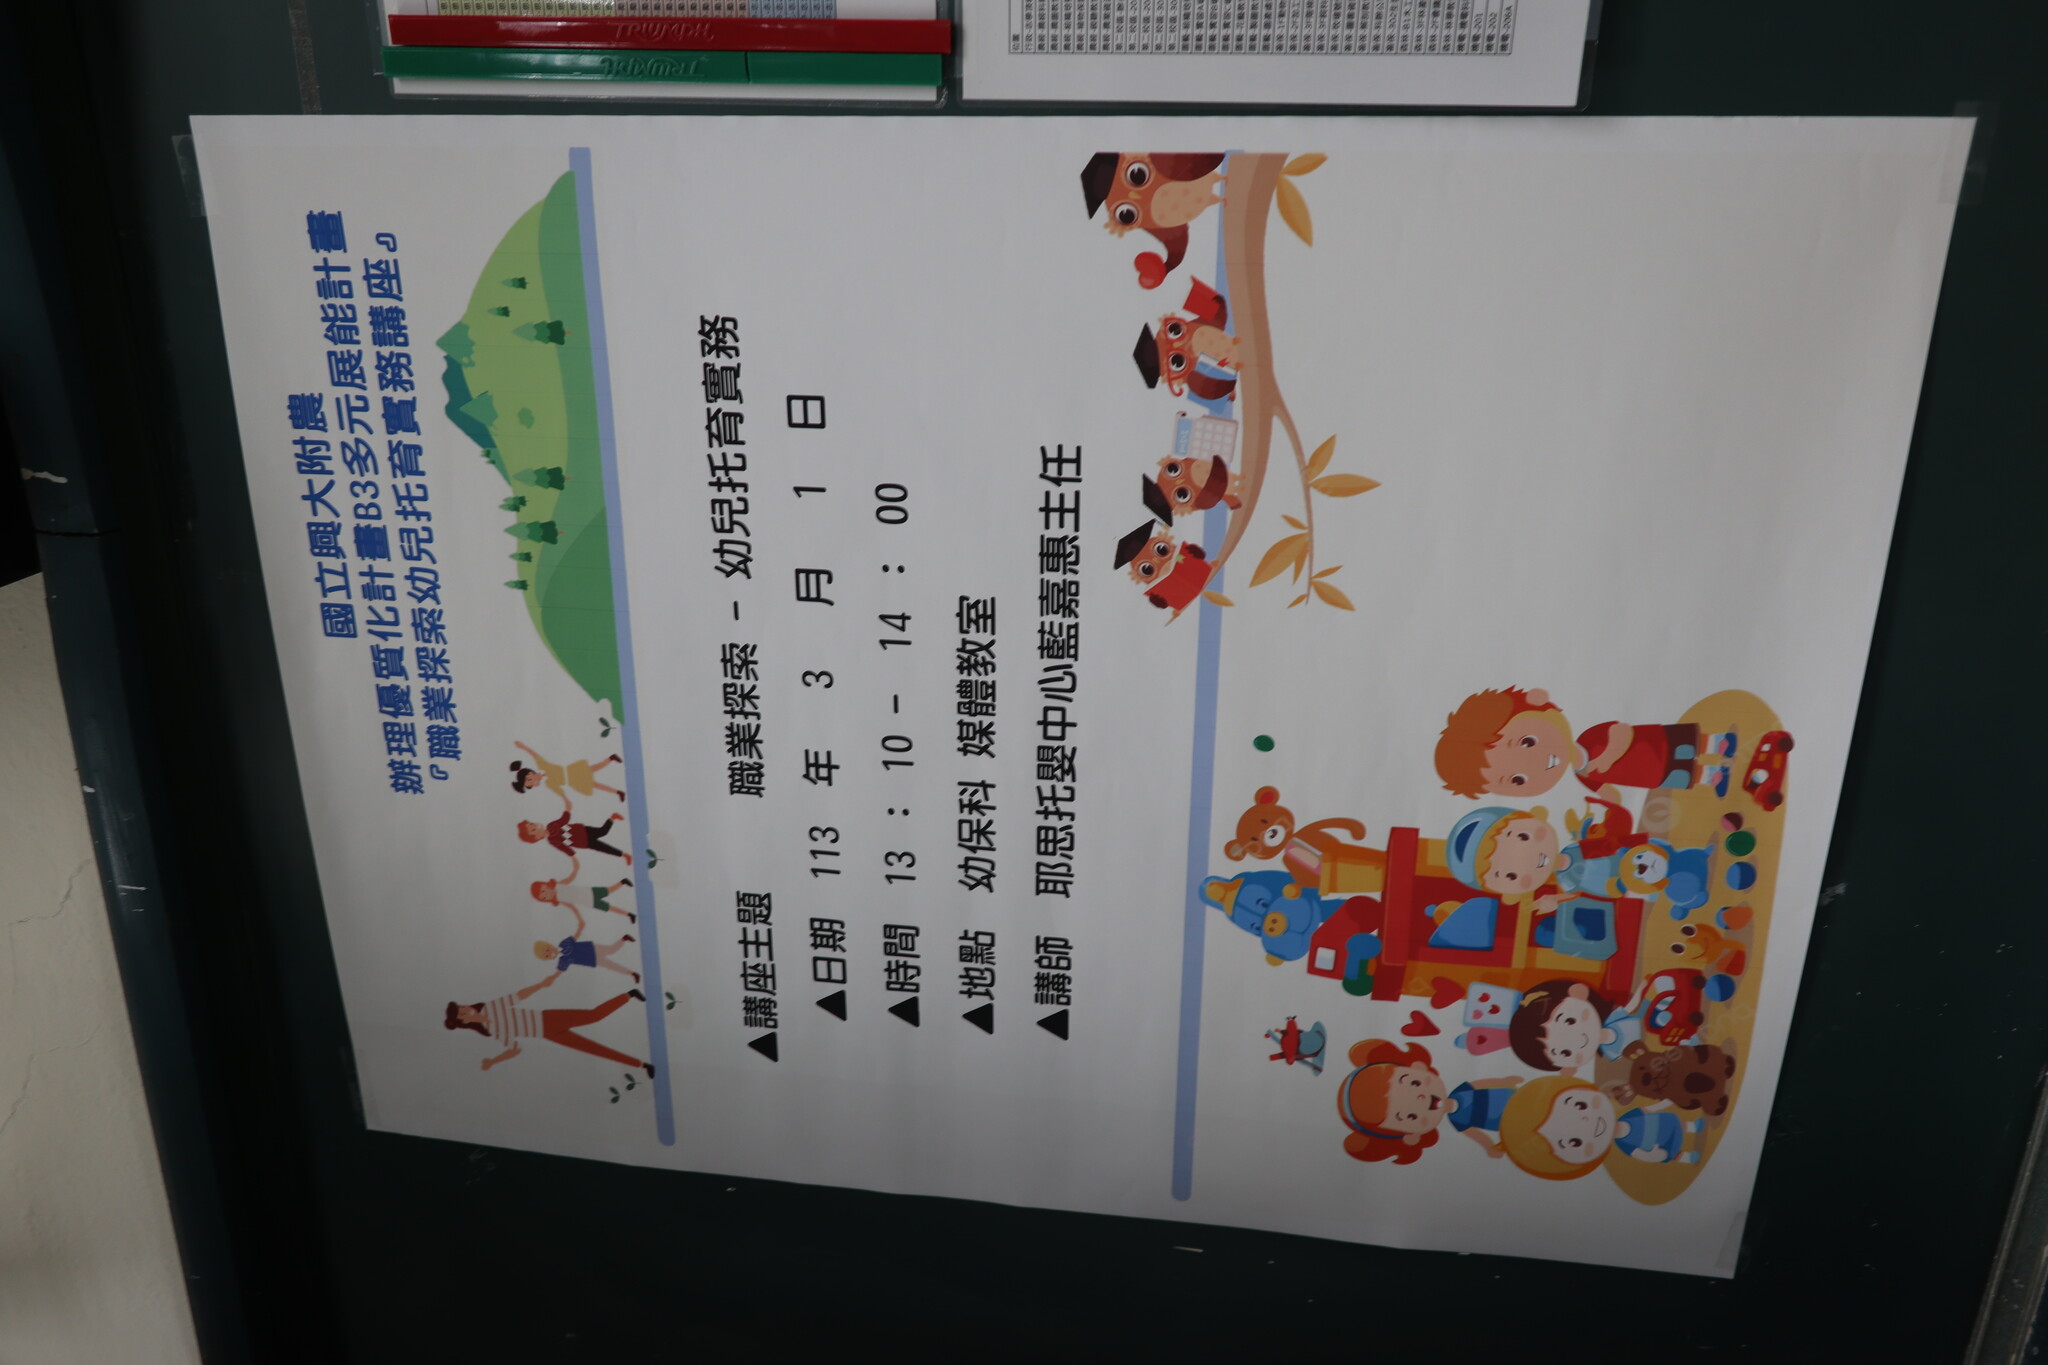 TRIUMPH
TRIUMPH
國立興大附農
辦理優質化計畫B3多元展能計畫
『職業探索幼兒托育實務講座』
▲講座主題 職業探索－幼兒托育實務
▲日期 113 年 3 月 1 日
▲時間 13：10－14：00
▲地點 幼保科 媒體教室
▲講師 耶思托嬰中心藍嘉惠主任